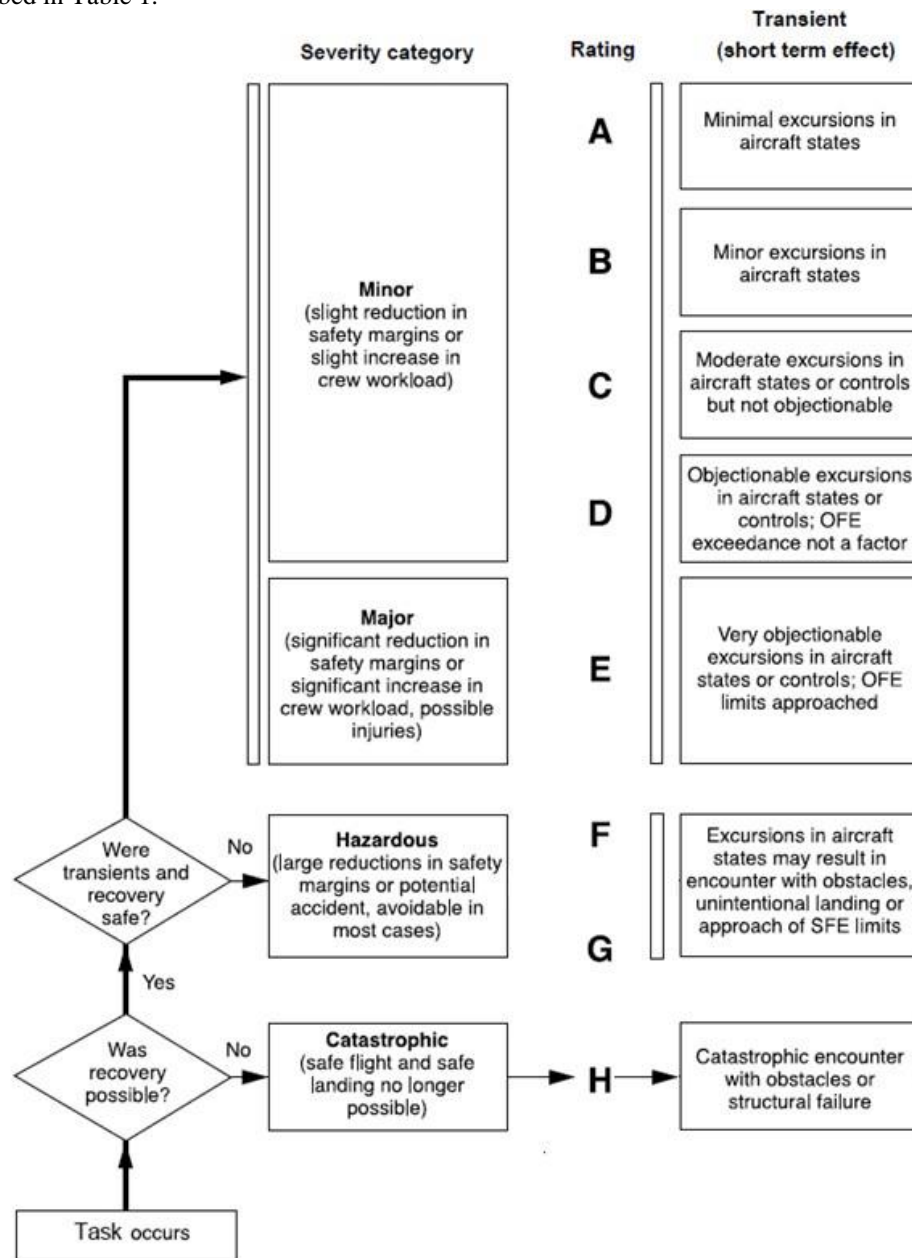 bed in Table 1.
Severity category
Rating
Transient
(short term effect)
A
Minimal excursions in
aircraft states
B
Minor excursions in
aircraft states
Minor
(slight reduction in
safety margins or
slight increase in
crew workload)
C
Moderate excursions in
aircraft states or controls
but not objectionable
D
Objectionable excursions
in aircraft states or
controls; OFE
exceedance not a factor
Major
(significant reduction in
safety margins or
significant increase in
crew workload, possible
injuries)
E
Very objectionable
excursions in aircraft
states or controls; OFE
limits approached
Were
transients and
recovery
safe?
No
Hazardous
(large reductions in safety
margins or potential
accident, avoidable in
most cases)
F
G
Excursions in aircraft
states may result in
encounter with obstacles,
unintentional landing or
approach of SFE limits
Yes
Was
recovery
possible?
No
Catastrophic
(safe flight and safe
landing no longer
possible)
H
Catastrophic encounter
with obstacles or
structural failure
Task occurs